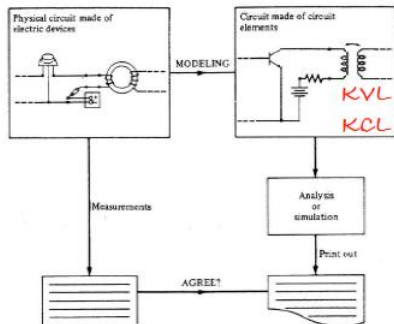 Physical circuit made of
electric devices
MODELING
Circuit made of circuit
elements
KVL
KCL
Measurements
Analysis
or
simulation
Print out
AGREE?